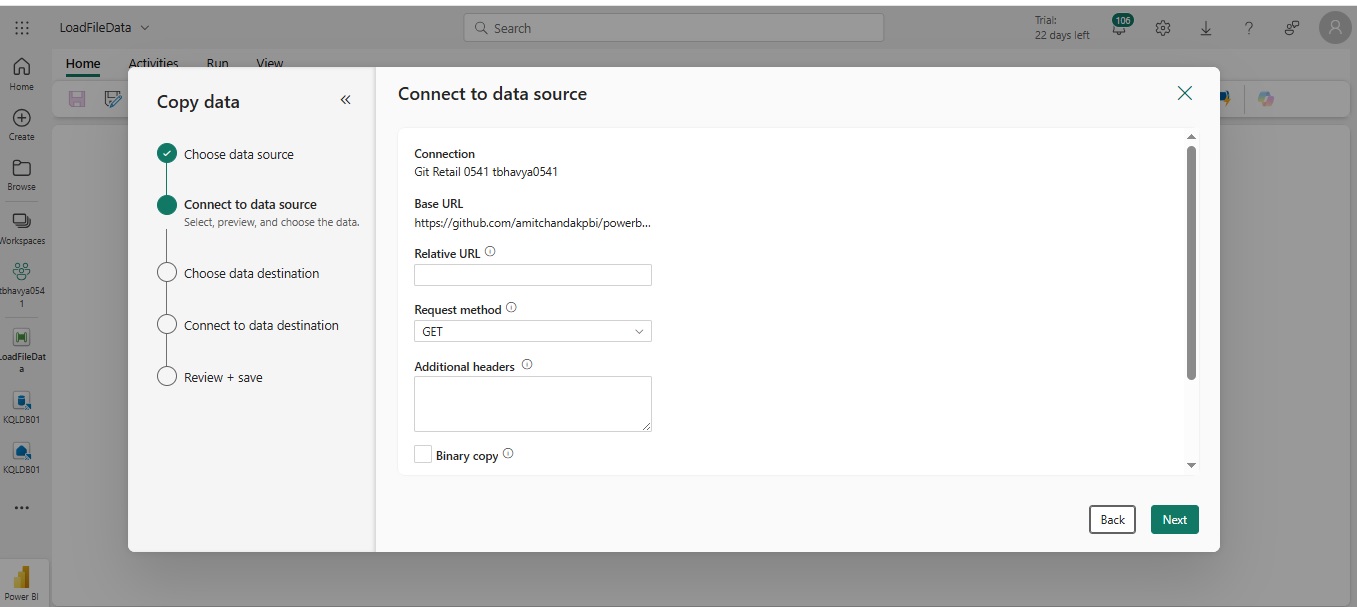 LoadFileData
Search
Trial:
22 days left
106
?
Home
Activities
Run
View
Home
Create
Browse
Workspaces
tbhavya054
1
LoadFileDat
a
KQLDB01
KQLDB01
Power BI
Copy data
Choose data source
Connect to data source
Select, preview, and choose the data.
Choose data destination
Connect to data destination
Review + save
Connect to data source
Connection
Git Retail 0541 tbhavya0541
Base URL
https://github.com/amitchandakpbi/powerb...
Relative URL
Request method
GET
Additional headers
Binary copy
Back
Next